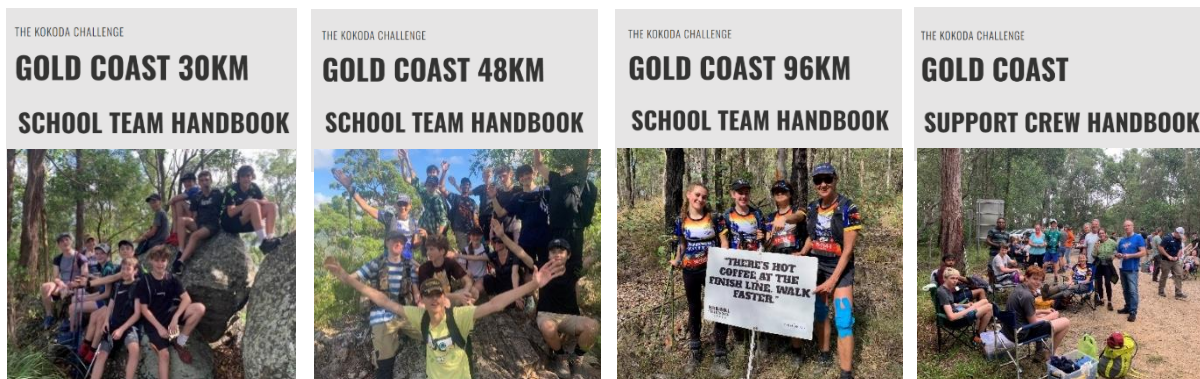 THE KOKODA CHALLENGE
GOLD COAST 30KM
SCHOOL TEAM HANDBOOK
THE KOKODA CHALLENGE
GOLD COAST 48KM
SCHOOL TEAM HANDBOOK
THE KOKODA CHALLENGE
GOLD COAST 96KM
SCHOOL TEAM HANDBOOK
"THERE'S HOT
COFFEE AT THE
FINISH LINE. WALK
FASTER."
THE KOKODA CHALLENGE
GOLD COAST
SUPPORT CREW HANDBOOK